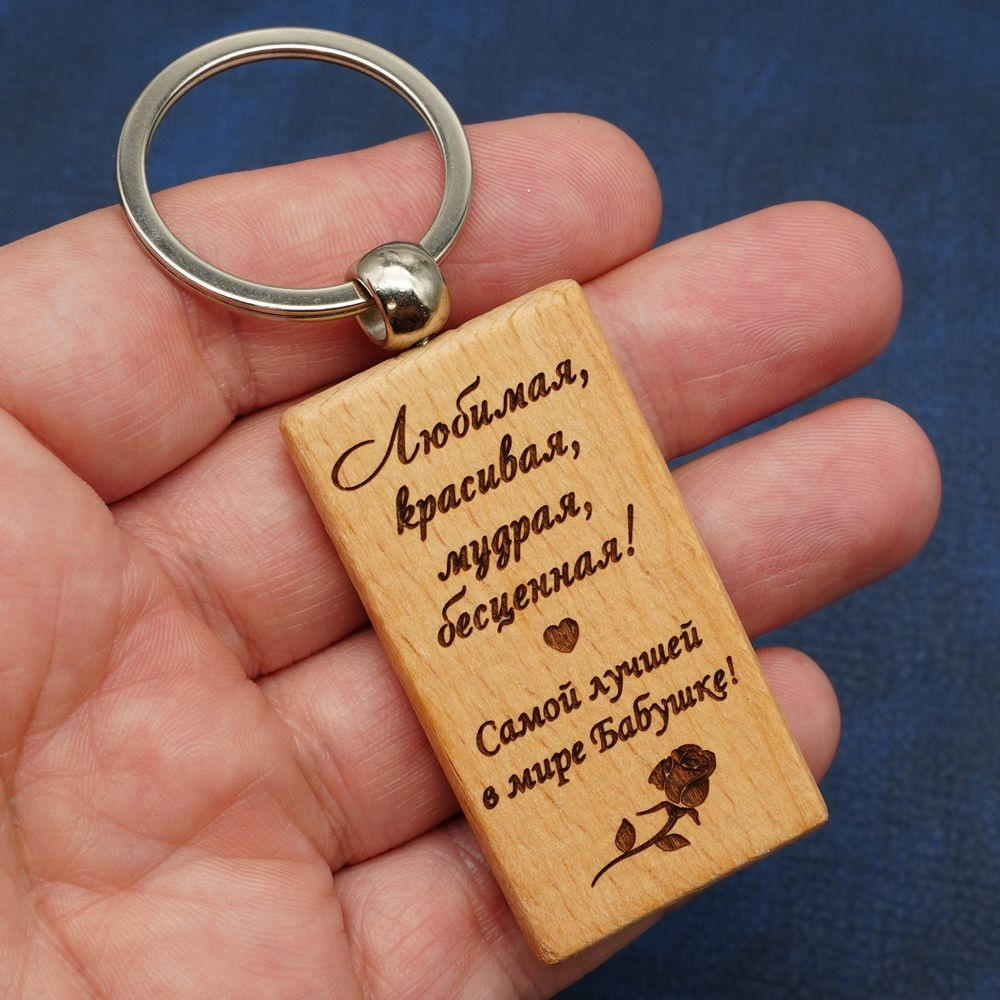 Любимая,
красивая,
мудрая,
бесценная!
Самой лучшей
в мире Бабушке!